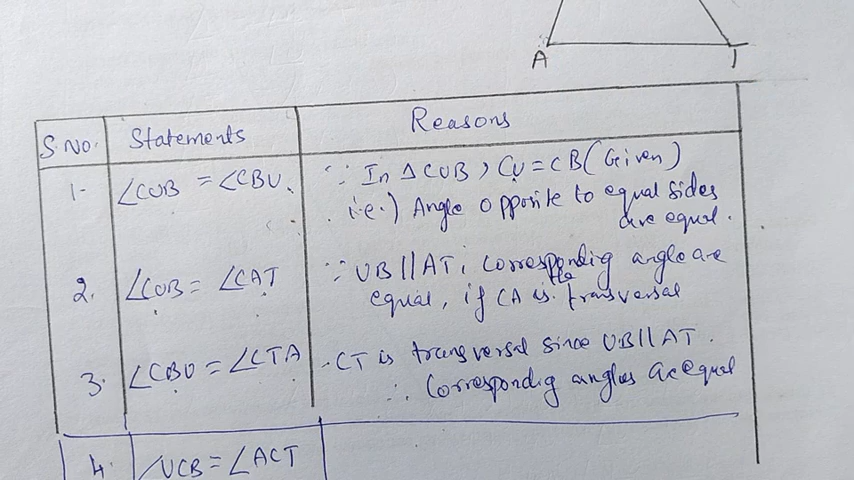 A T
S.No. Statements Reasons
1- ∠CUB = ∠CBU. ∵ In ∆CUB, CU = CB (Given)
i.e.) Angle opposite to equal sides
are equal.
2. ∠CUB = ∠CAT ∵ UB || AT, corresponding angle are
equal, if CA is the transversal
3. ∠CBU = ∠CTA CT is transversal since UB || AT.
∴ Correspondig angles are equal
4. ∠UCB = ∠ACT